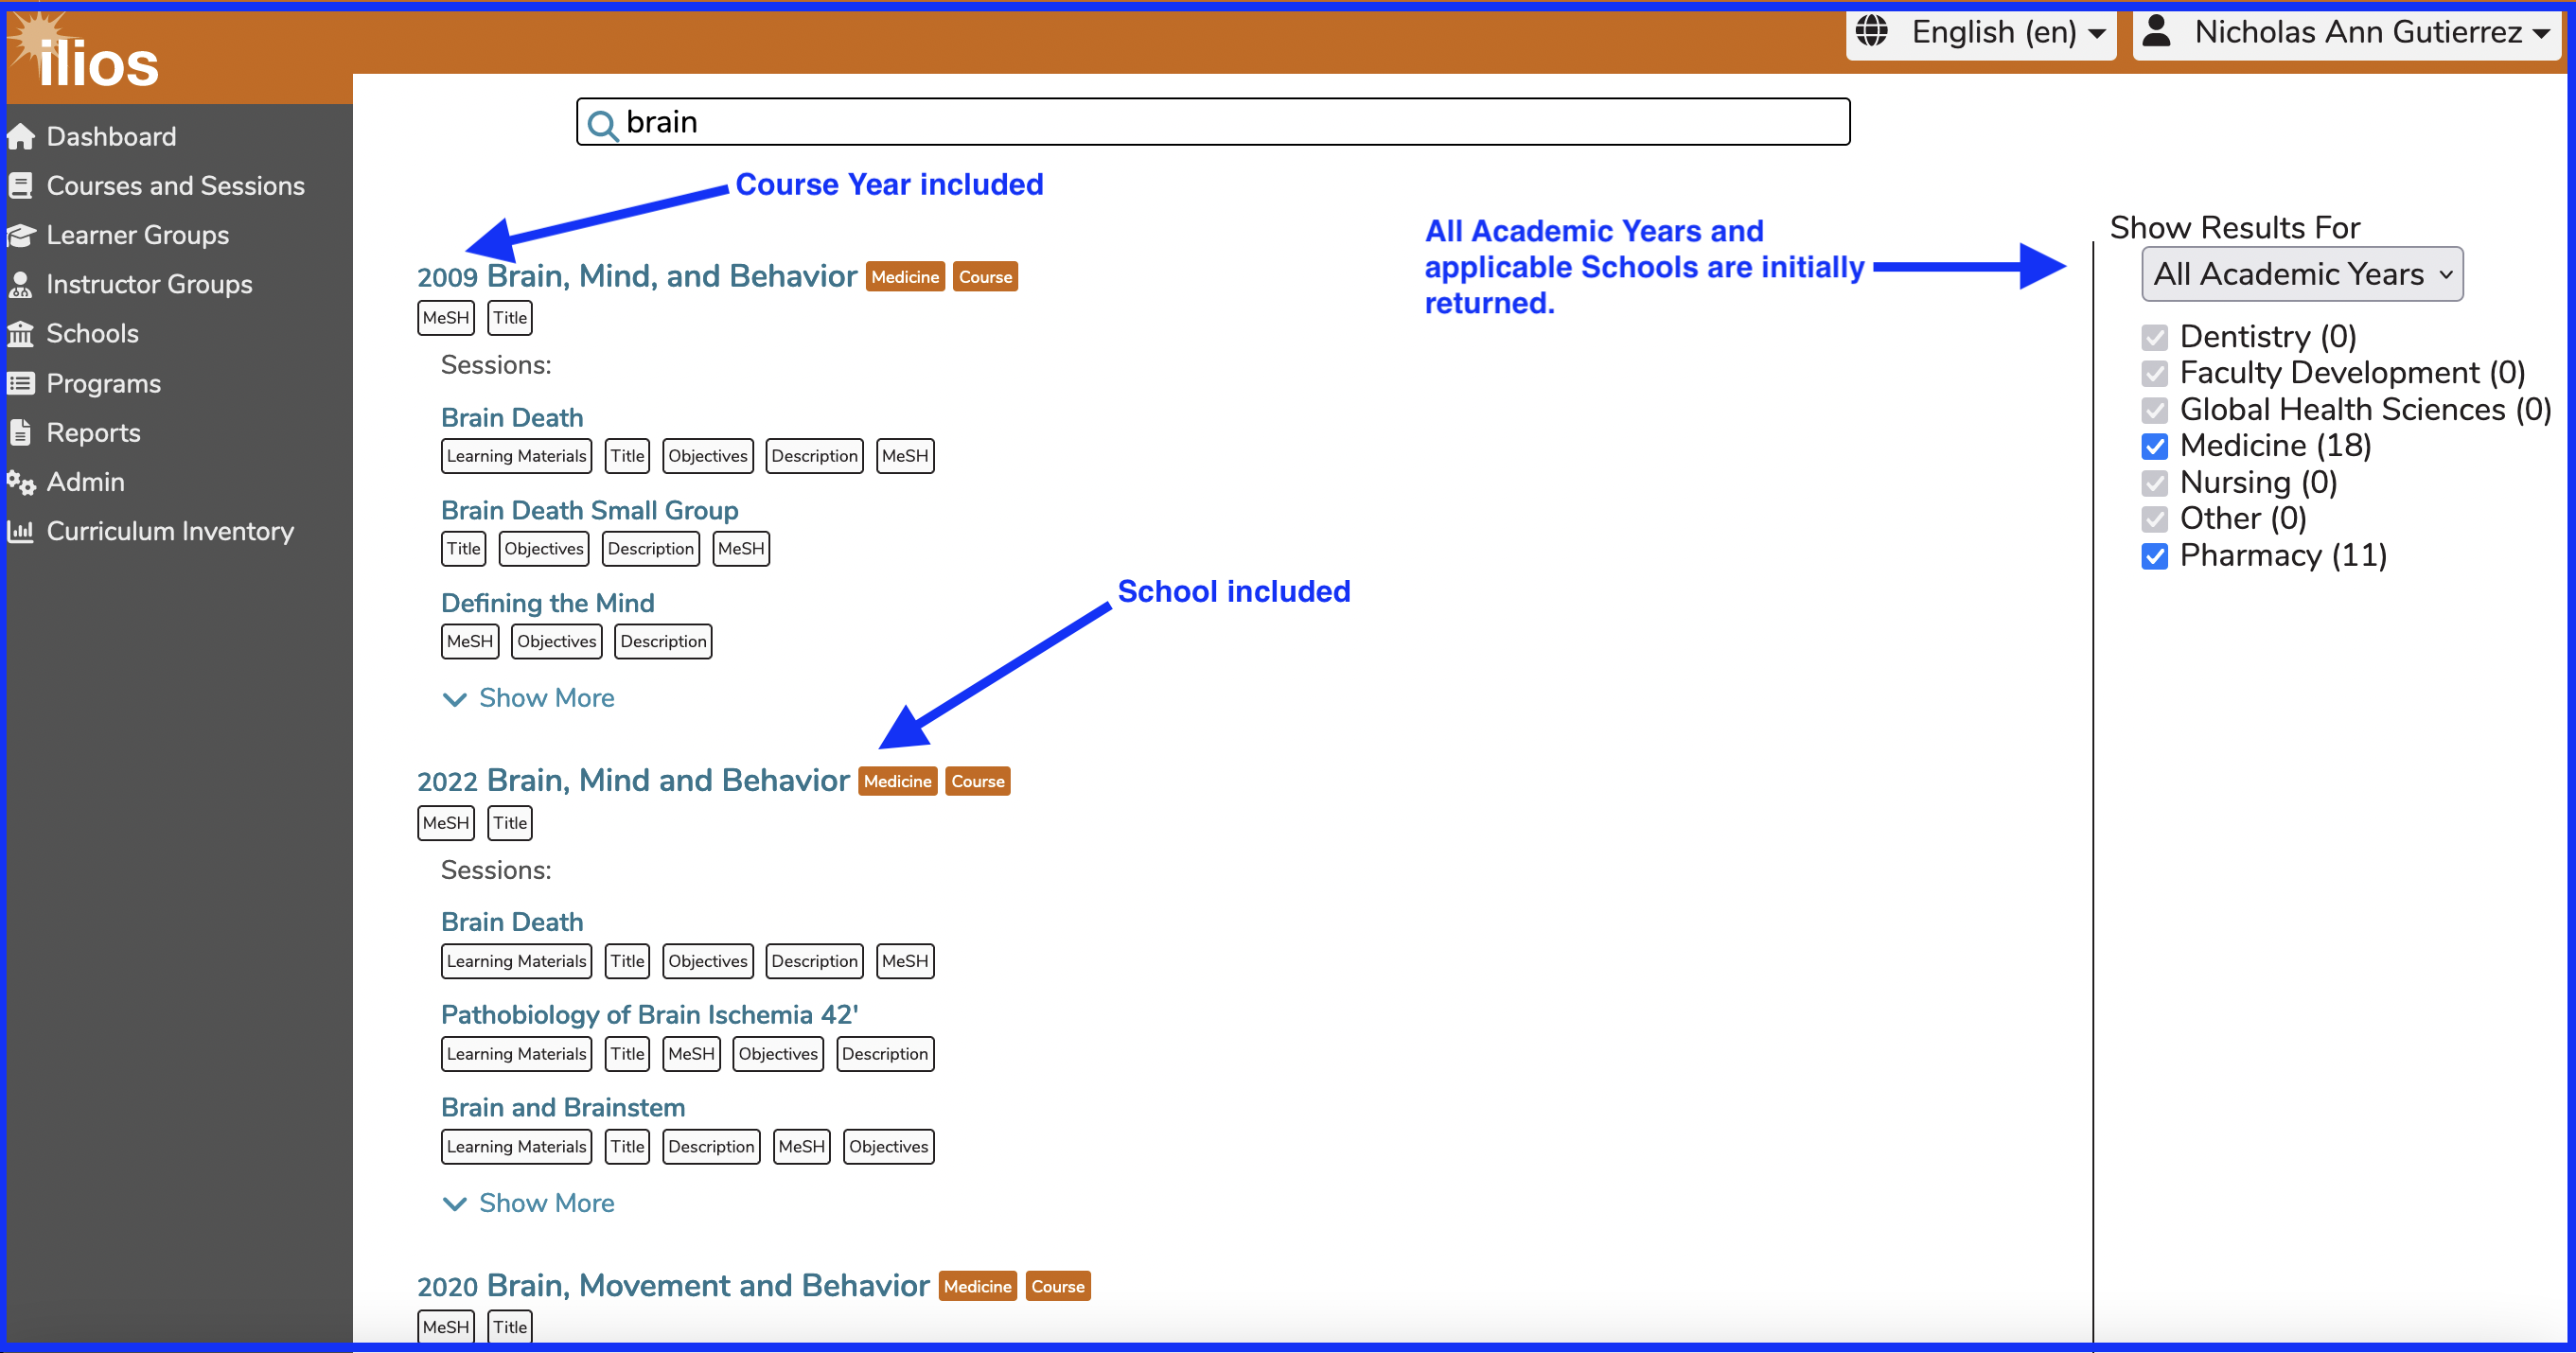 ilios
English (en)
Nicholas Ann Gutierrez
Dashboard
Courses and Sessions
Learner Groups
Instructor Groups
Schools
Programs
Reports
Admin
Curriculum Inventory
brain
Course Year included
All Academic Years and
applicable Schools are initially
returned.
2009 Brain, Mind, and Behavior Medicine Course
MeSH Title
Sessions:
Brain Death
Learning Materials Title Objectives Description MeSH
Brain Death Small Group
Title Objectives Description MeSH
Defining the Mind
MeSH Objectives Description
Show More
School included
2022 Brain, Mind and Behavior Medicine Course
MeSH Title
Sessions:
Brain Death
Learning Materials Title Objectives Description MeSH
Pathobiology of Brain Ischemia 42'
Learning Materials Title MeSH Objectives Description
Brain and Brainstem
Learning Materials Title Description MeSH Objectives
Show More
2020 Brain, Movement and Behavior Medicine Course
MeSH Title
Show Results For
All Academic Years
Dentistry (0)
Faculty Development (0)
Global Health Sciences (0)
Medicine (18)
Nursing (0)
Other (0)
Pharmacy (11)